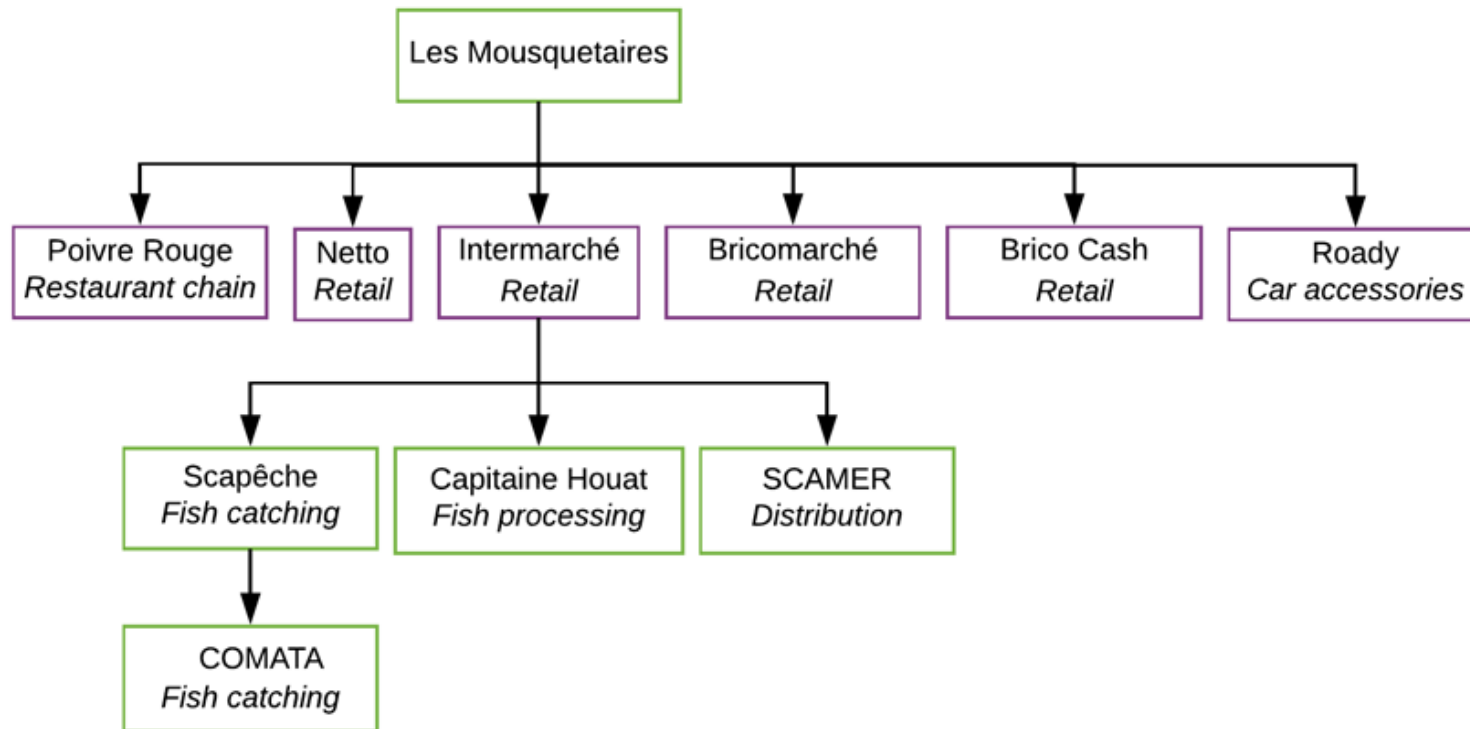 Les Mousquetaires
Poivre Rouge
Restaurant chain
Netto
Retail
Intermarché
Retail
Bricomarché
Retail
Brico Cash
Retail
Roady
Car accessories
Scapêche
Fish catching
Capitaine Houat
Fish processing
SCAMER
Distribution
COMATA
Fish catching